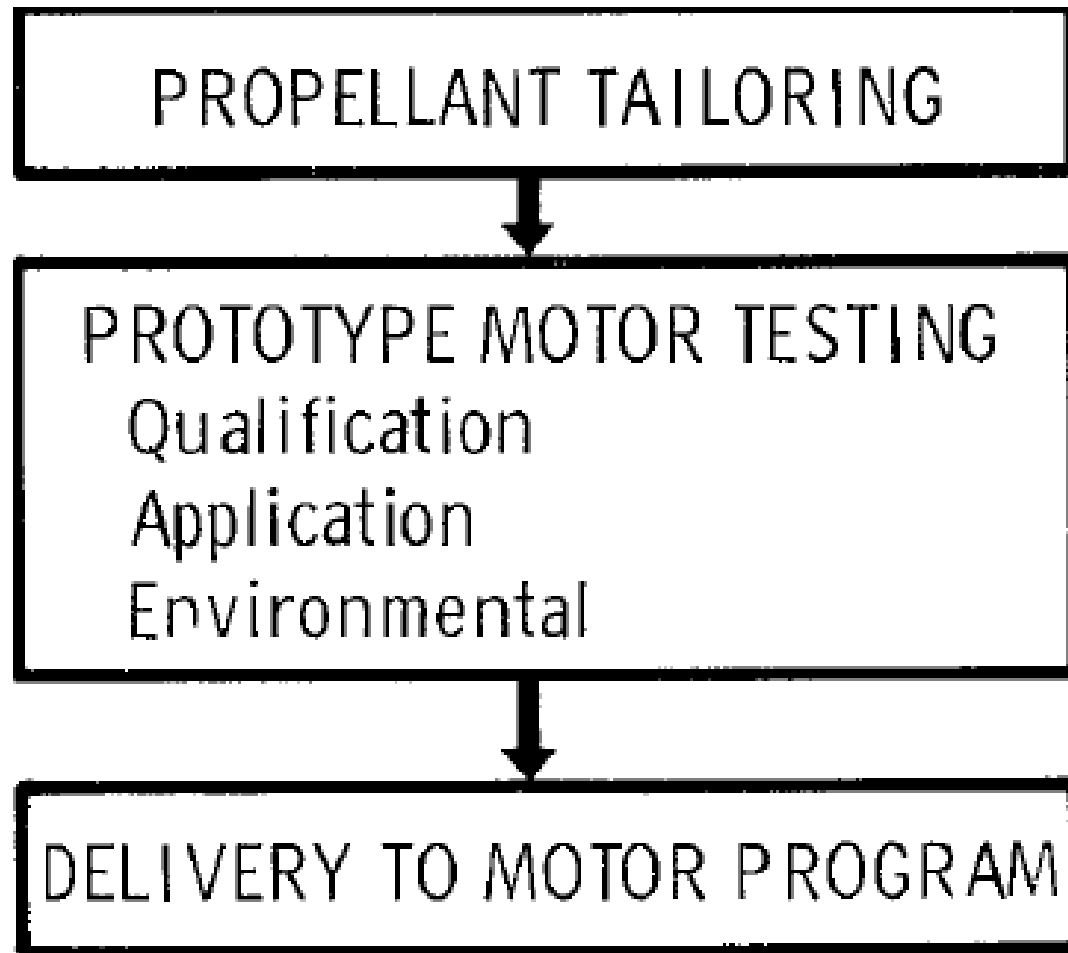 PROPELLANT TAILORING
PROTOTYPE MOTOR TESTING
Qualification
Application
Environmental
DELIVERY TO MOTOR PROGRAM